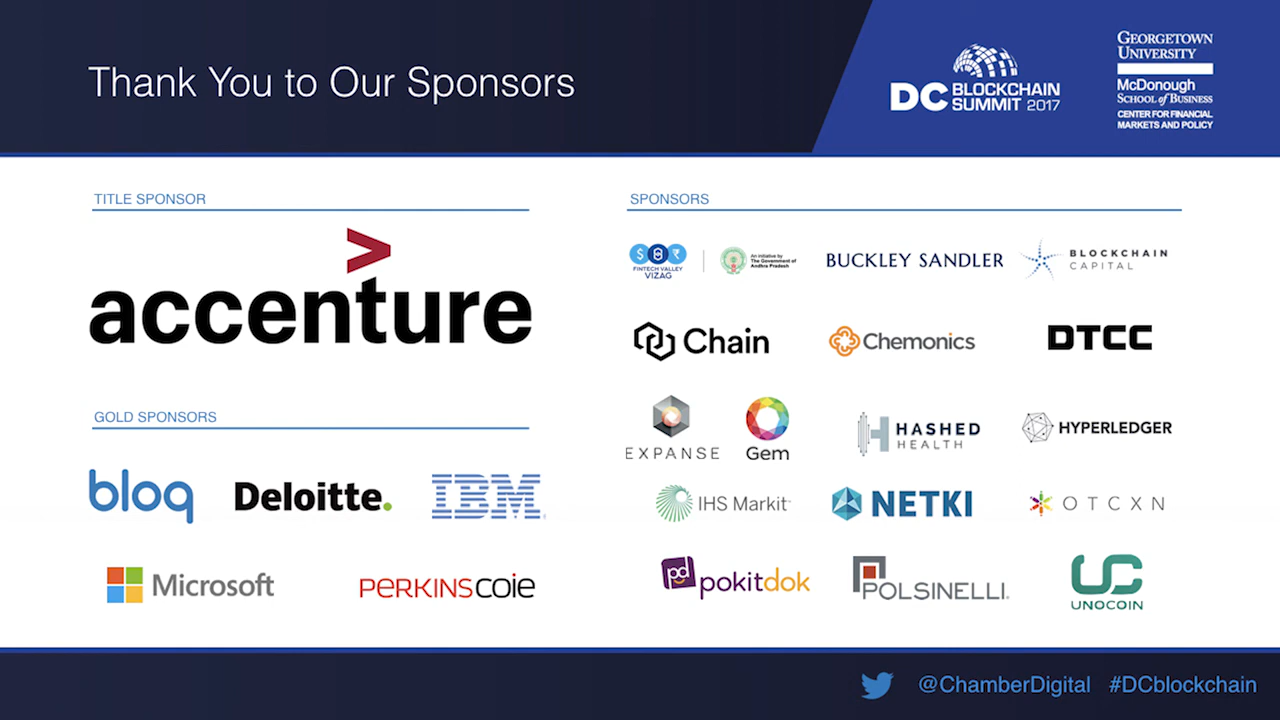 Thank You to Our Sponsors
DC BLOCKCHAIN
SUMMIT 2017
GEORGETOWN
UNIVERSITY
McDonough
SCHOOL of BUSINESS
CENTER FOR FINANCIAL
MARKETS AND POLICY
TITLE SPONSOR
>
accenture
GOLD SPONSORS
bloq
Deloitte.
IBM
Microsoft
PERKINSCOIE
SPONSORS
$ ₹
FINTECH VALLEY
VIZAG
An initiative by
The Government of
Andhra Pradesh
BUCKLEY SANDLER
BLOCKCHAIN
CAPITAL
Chain
Chemonics
DTCC
EXPANSE
Gem
HASHED
HEALTH
HYPERLEDGER
IHS Markit
NETKI
OTCXN
pd
pokitdok
POLSINELLI
UC
UNOCOIN
@ChamberDigital #DCblockchain